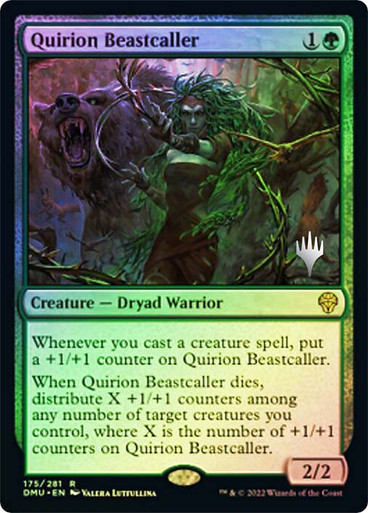 Quirion Beastcaller 1
Creature — Dryad Warrior
Whenever you cast a creature spell, put
a +1/+1 counter on Quirion Beastcaller.
When Quirion Beastcaller dies,
distribute X +1/+1 counters among
any number of target creatures you
control, where X is the number of +1/+1
counters on Quirion Beastcaller.
2/2
175/281 R
DMU • EN Valera Lutfullina
™ & © 2022 Wizards of the Coast